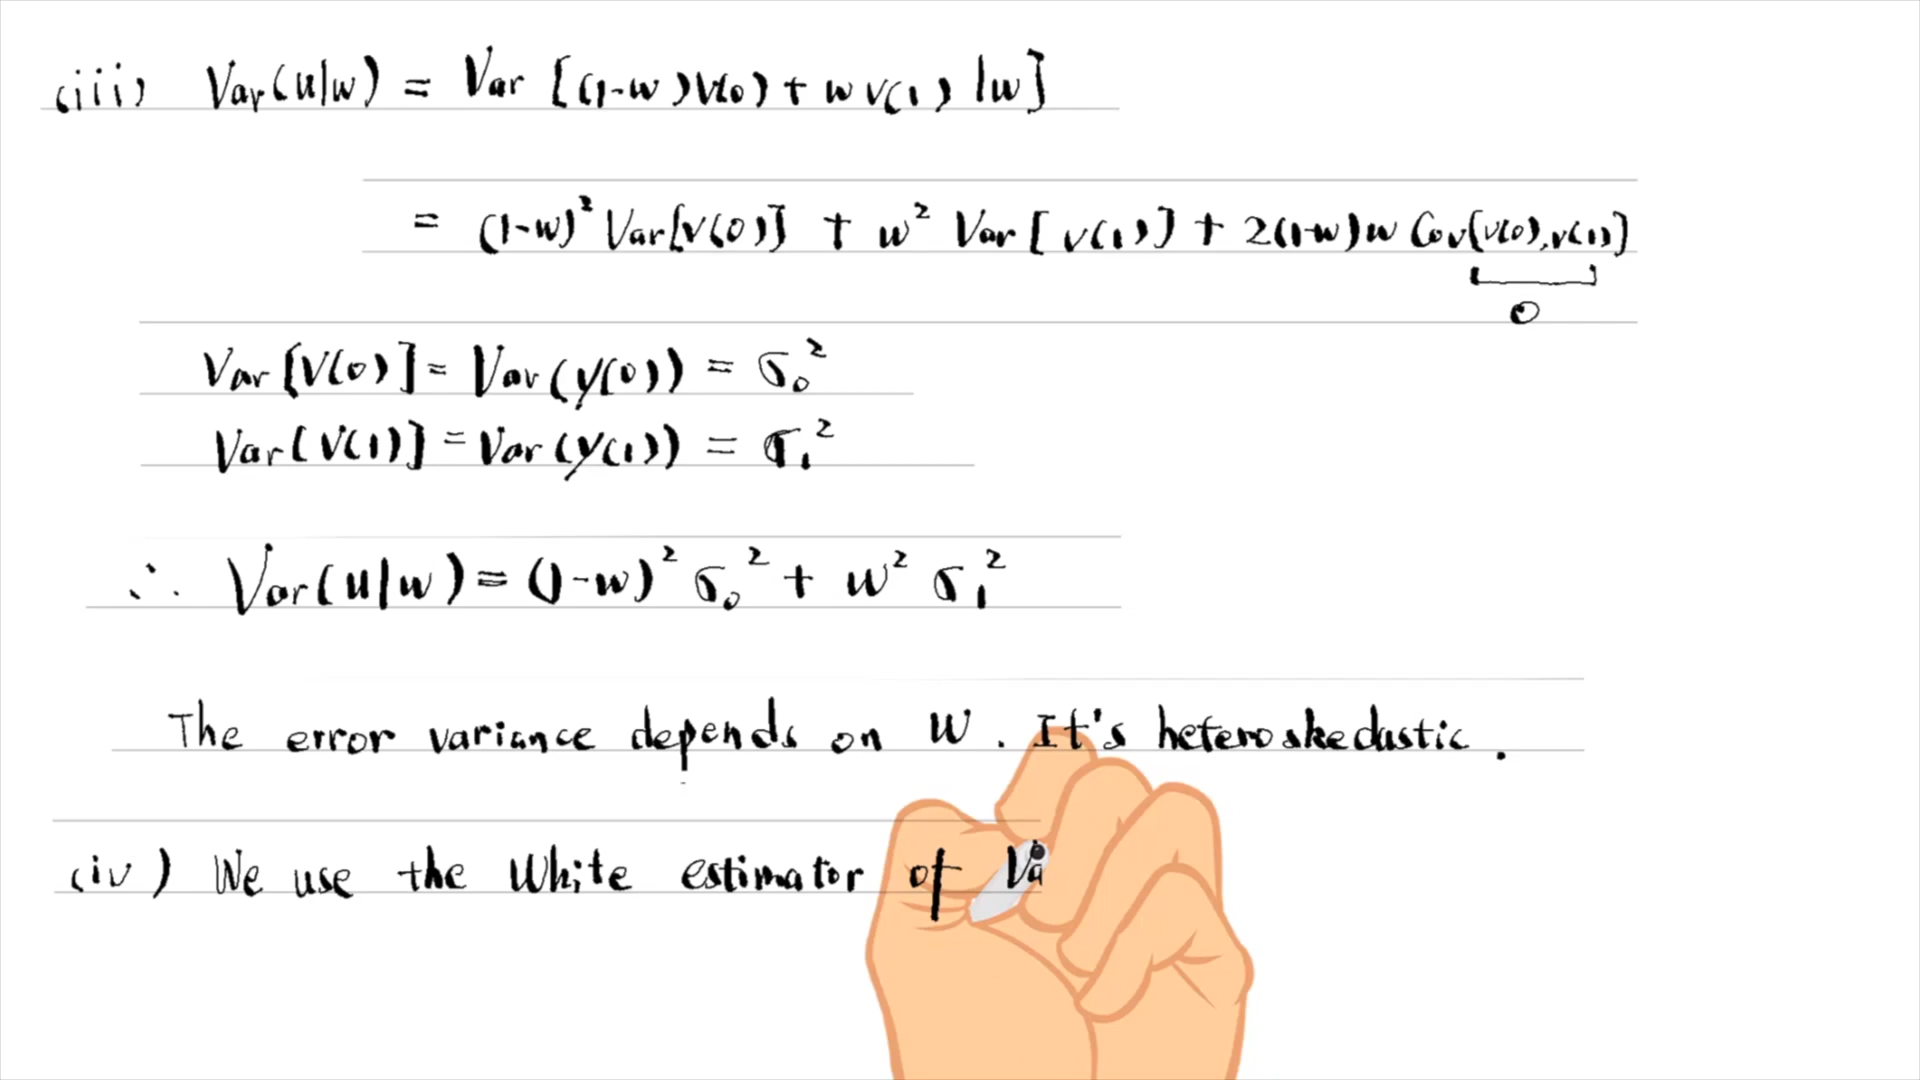 (iii) Var(u|w) = Var [(1-w)V(0) + w V(1) |w]
= (1-w)² Var[V(0)] + w² Var[V(1)] + 2(1-w)w Cov[V(0),V(1)]
0
Var[V(0)] = Var(y(0)) = σ₀²
Var[V(1)] = Var(y(1)) = σ₁²
∴ Var(u|w) = (1-w)² σ₀² + w² σ₁²
The error variance depends on W. It's heteroskedastic.
(iv) We use the White estimator of Va